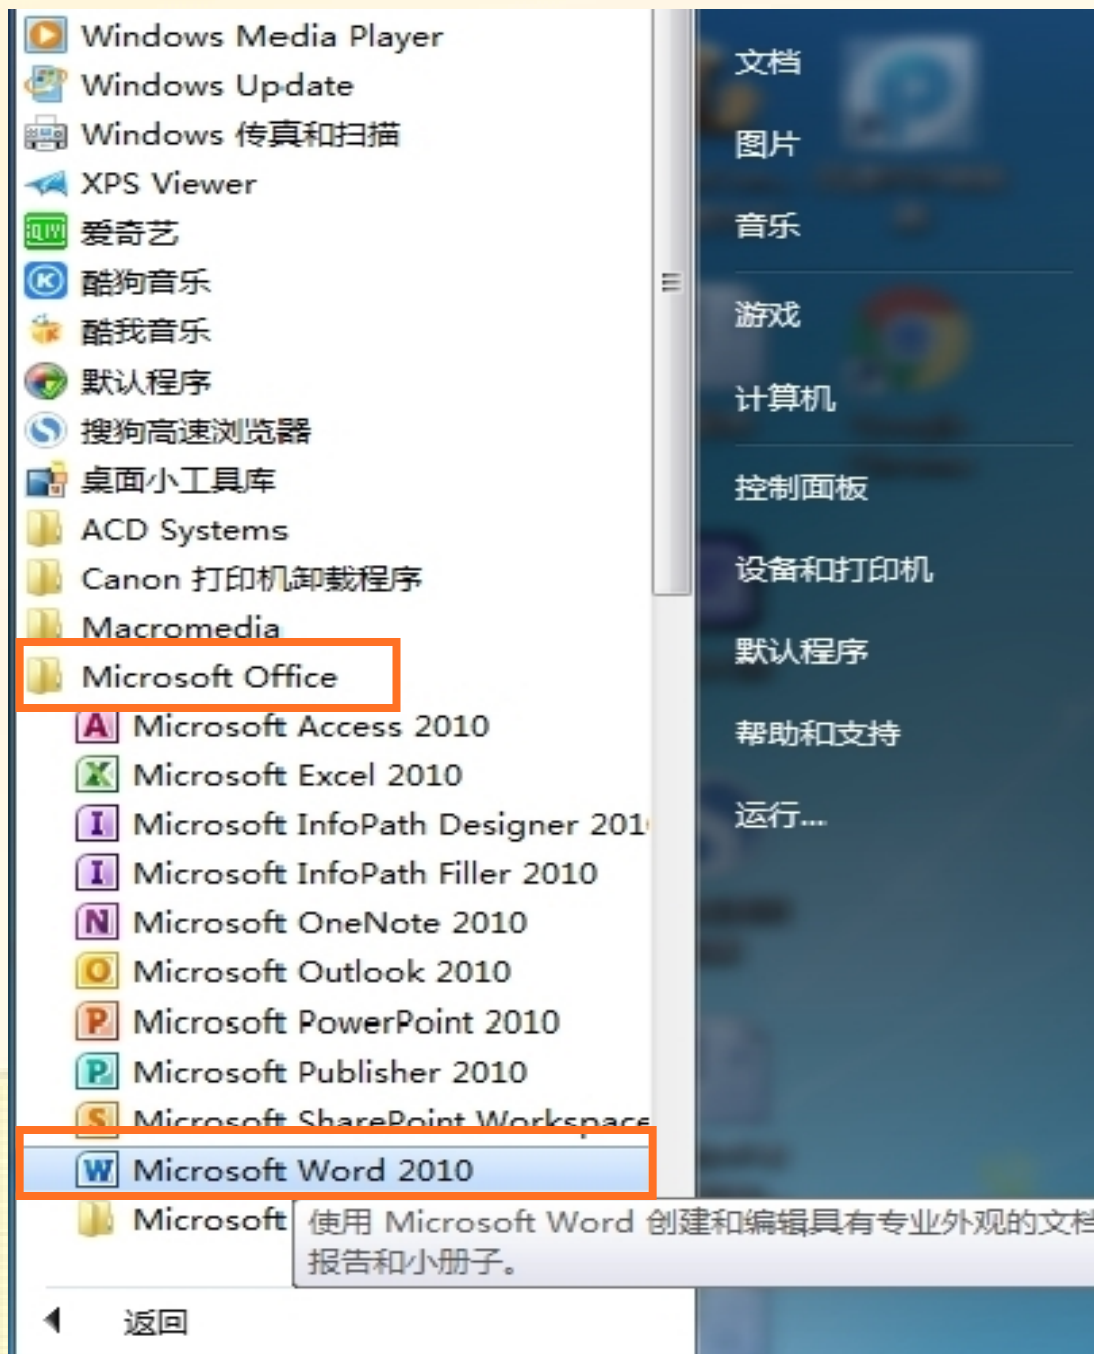 Windows Media Player
Windows Update
Windows 传真和扫描
XPS Viewer
爱奇艺
酷狗音乐
酷我音乐
默认程序
搜狗高速浏览器
桌面小工具库
ACD Systems
Canon 打印机卸载程序
Macromedia
Microsoft Office
Microsoft Access 2010
Microsoft Excel 2010
Microsoft InfoPath Designer 201
Microsoft InfoPath Filler 2010
Microsoft OneNote 2010
Microsoft Outlook 2010
Microsoft PowerPoint 2010
Microsoft Publisher 2010
Microsoft SharePoint Workspace
Microsoft Word 2010
Microsoft
使用 Microsoft Word 创建和编辑具有专业外观的文档
报告和小册子。
返回
文档
图片
音乐
游戏
计算机
控制面板
设备和打印机
默认程序
帮助和支持
运行...